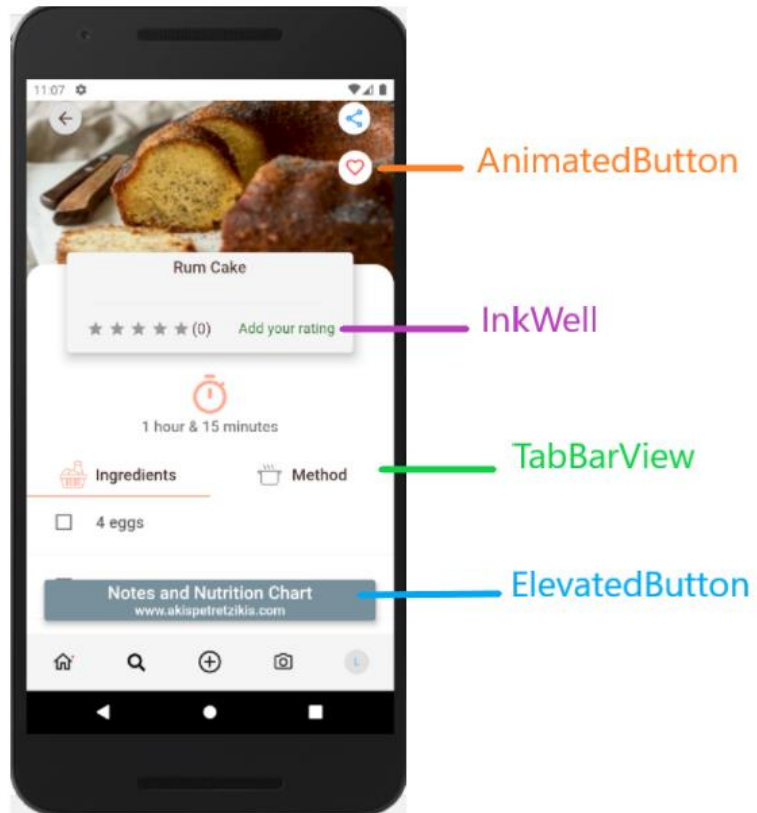 11:07
AnimatedButton
Rum Cake
(0) Add your rating
InkWell
1 hour & 15 minutes
Ingredients Method
TabBarView
4 eggs
Notes and Nutrition Chart
www.akispetretzikis.com
ElevatedButton
L